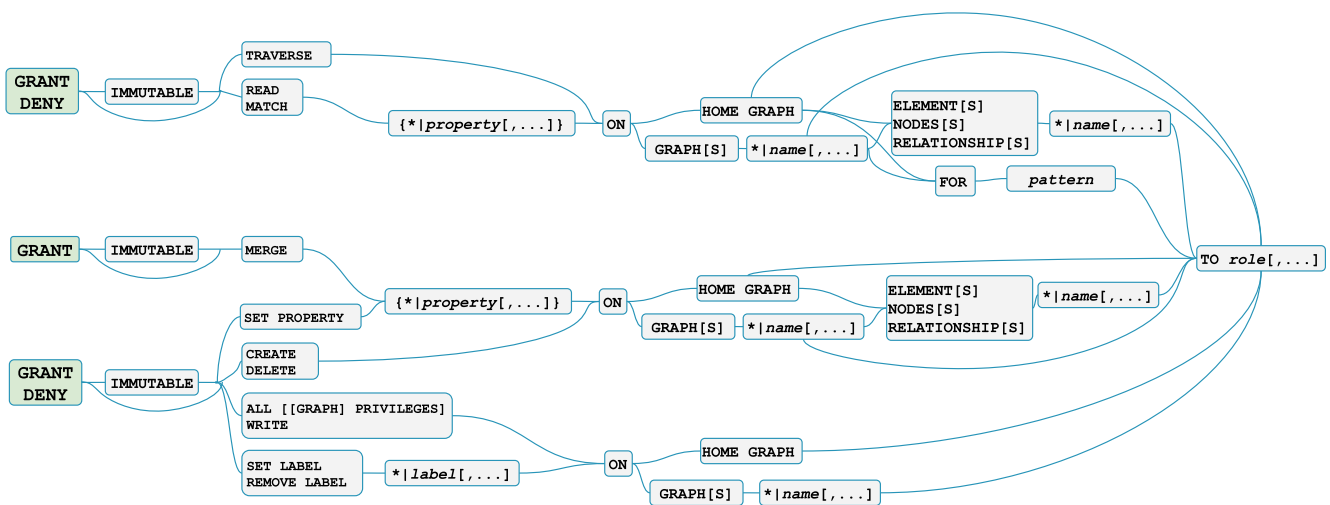 GRANT
DENY
IMMUTABLE
TRAVERSE
READ
MATCH
{*|property[,...]}
ON
HOME GRAPH
GRAPH[S]
*|name[,...]
ELEMENT[S]
NODES[S]
RELATIONSHIP[S]
*|name[,...]
FOR
pattern
GRANT
IMMUTABLE
MERGE
TO role[,...]
{*|property[,...]}
ON
HOME GRAPH
GRAPH[S]
*|name[,...]
ELEMENT[S]
NODES[S]
RELATIONSHIP[S]
*|name[,...]
SET PROPERTY
GRANT
DENY
IMMUTABLE
CREATE
DELETE
ALL [[GRAPH] PRIVILEGES]
WRITE
SET LABEL
REMOVE LABEL
*|label[,...]
ON
HOME GRAPH
GRAPH[S]
*|name[,...]